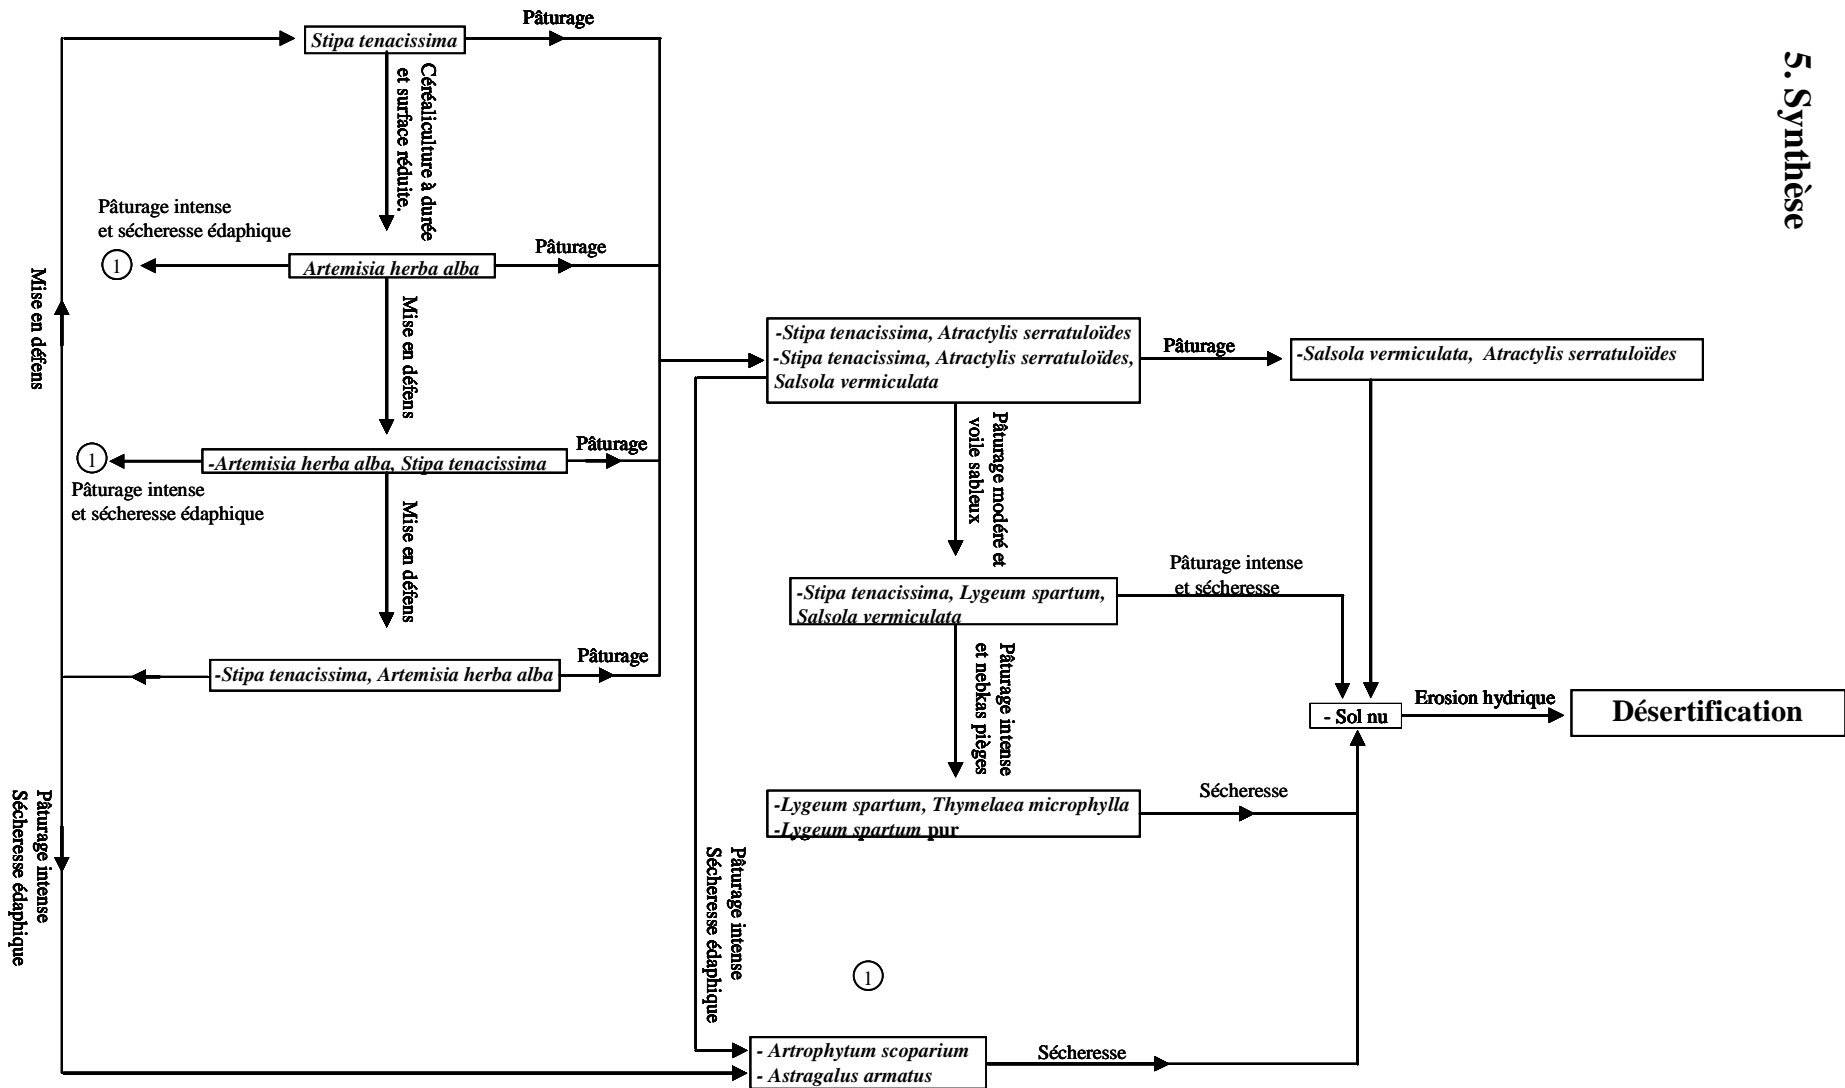 5. Synthèse
Pâturage
Stipa tenacissima
Céréaliculture à durée
et surface réduite.
Pâturage intense
et sécheresse édaphique
1
Artemisia herba alba
Pâturage
Mise en défens
Mise en défens
-Artemisia herba alba, Stipa tenacissima
Pâturage
1
Pâturage intense
et sécheresse édaphique
Mise en défens
-Stipa tenacissima, Artemisia herba alba
Pâturage
Pâturage intense
Sécheresse édaphique
-Stipa tenacissima, Atractylis serratuloïdes
-Stipa tenacissima, Atractylis serratuloïdes,
Salsola vermiculata
Pâturage
-Salsola vermiculata, Atractylis serratuloïdes
Pâturage modéré et
voile sableux
-Stipa tenacissima, Lygeum spartum,
Salsola vermiculata
Pâturage intense
et sécheresse
Pâturage intense
et nebkas pièges
- Sol nu
Erosion hydrique
Désertification
-Lygeum spartum, Thymelaea microphylla
-Lygeum spartum pur
Sécheresse
Pâturage intense
Sécheresse édaphique
1
- Artrophytum scoparium
- Astragalus armatus
Sécheresse